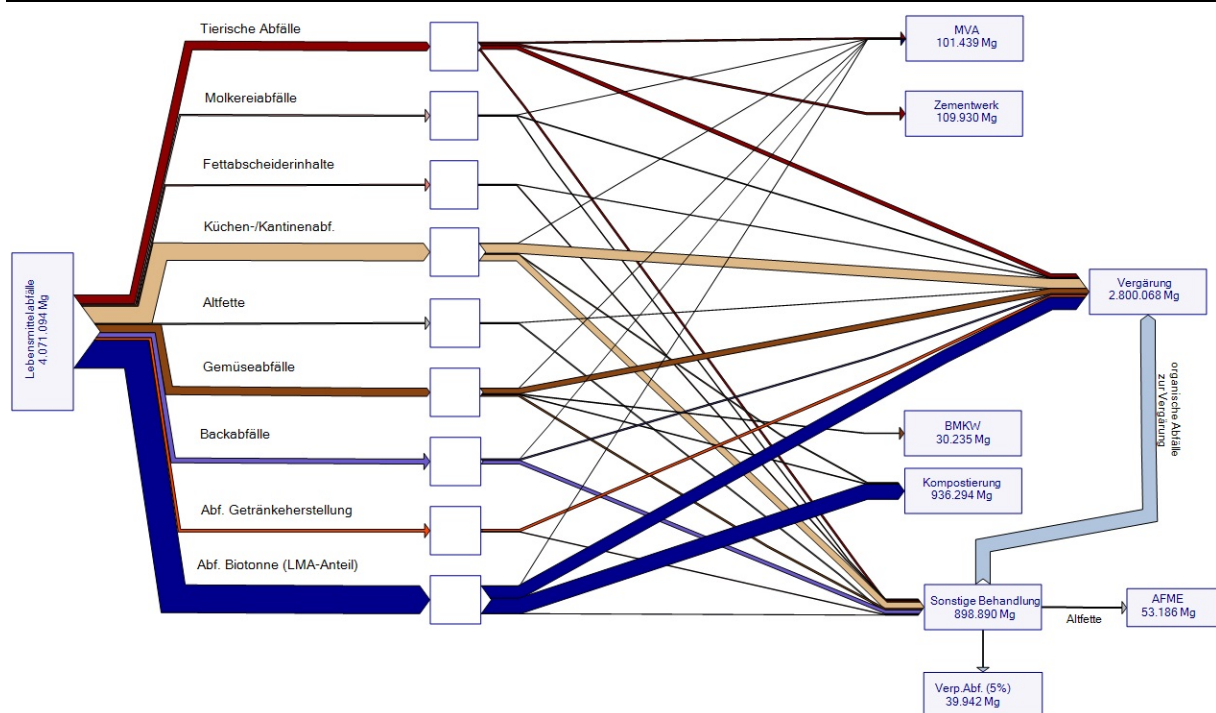 Tierische Abfälle
MVA
101.439 Mg
Molkereiabfälle
Zementwerk
109.930 Mg
Fettabscheiderinhalte
Küchen-/Kantinenabf.
Lebensmittelabfälle
4.071.094 Mg
Vergärung
2.800.068 Mg
Altfette
Gemüseabfälle
organische Abfälle
zur Vergärung
BMKW
30.235 Mg
Backabfälle
Kompostierung
936.294 Mg
Abf. Getränkeherstellung
Abf. Biotonne (LMA-Anteil)
Sonstige Behandlung
898.890 Mg
Altfette
AFME
53.186 Mg
Verp.Abf. (5%)
39.942 Mg